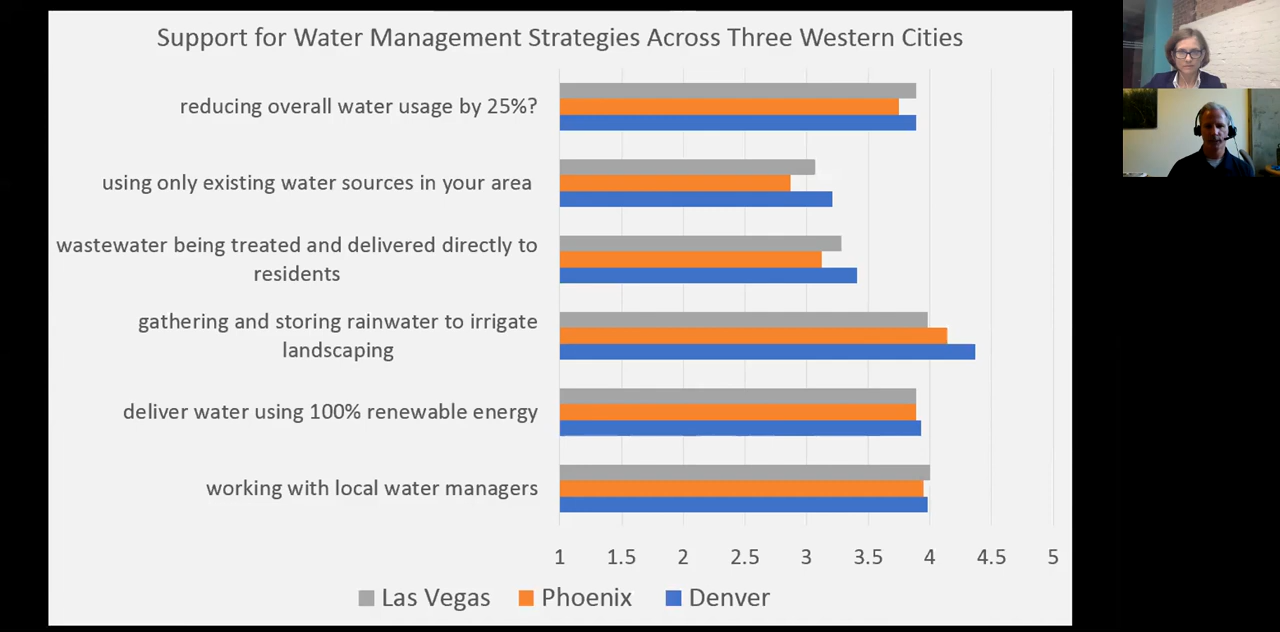 Support for Water Management Strategies Across Three Western Cities
reducing overall water usage by 25%?
using only existing water sources in your area
wastewater being treated and delivered directly to
residents
gathering and storing rainwater to irrigate
landscaping
deliver water using 100% renewable energy
working with local water managers
1 1.5 2 2.5 3 3.5 4 4.5 5
Las Vegas Phoenix Denver